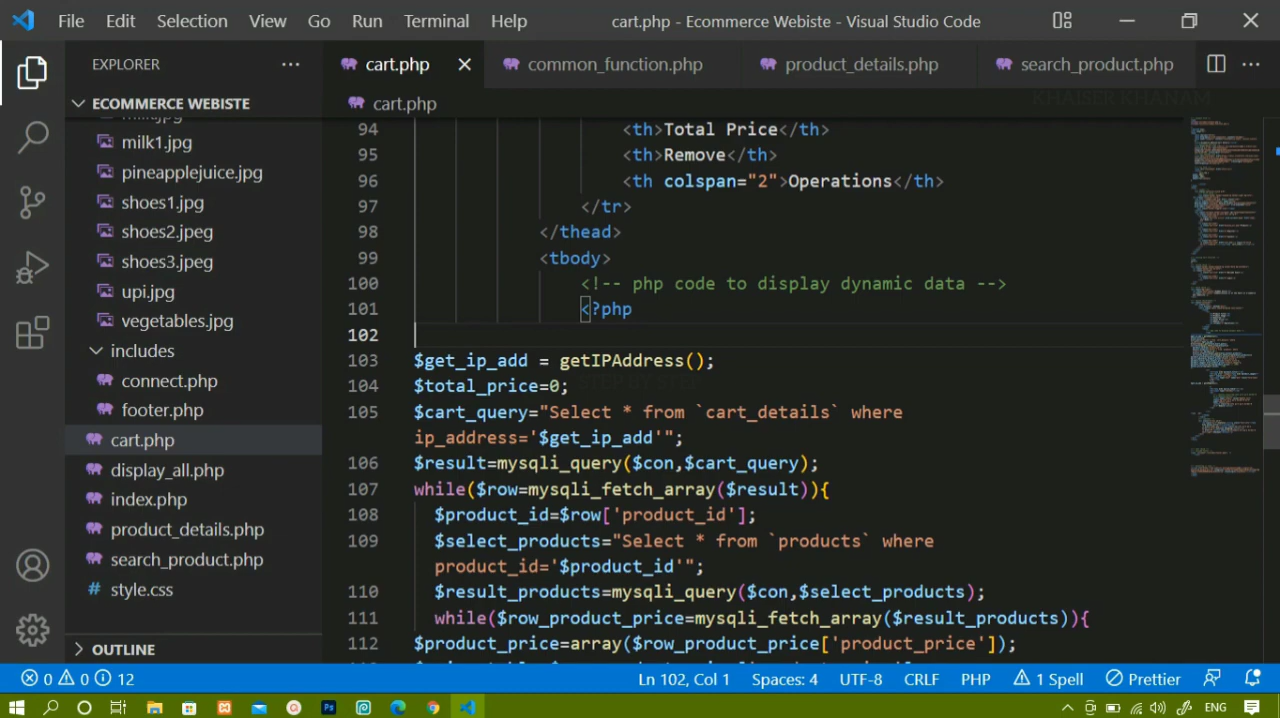 File Edit Selection View Go Run Terminal Help cart.php - Ecommerce Webiste - Visual Studio Code
EXPLORER
ECOMMERCE WEBISTE
milk1.jpg
pineapplejuice.jpg
shoes1.jpg
shoes2.jpeg
shoes3.jpeg
upi.jpg
vegetables.jpg
includes
connect.php
footer.php
cart.php
display_all.php
index.php
product_details.php
search_product.php
# style.css
OUTLINE
cart.php common_function.php product_details.php search_product.php
KHAISER KHANAM
cart.php
94 <th>Total Price</th>
95 <th>Remove</th>
96 <th colspan="2">Operations</th>
97 </tr>
98 </thead>
99 <tbody>
100 <!-- php code to display dynamic data -->
101 <?php
102
103 $get_ip_add = getIPAddress();
104 $total_price=0;
STEP BY STEP
105 $cart_query="Select * from `cart_details` where
ip_address='$get_ip_add'";
106 $result=mysqli_query($con,$cart_query);
107 while($row=mysqli_fetch_array($result)){
108 $product_id=$row['product_id'];
109 $select_products="Select * from `products` where
product_id='$product_id'";
110 $result_products=mysqli_query($con,$select_products);
111 while($row_product_price=mysqli_fetch_array($result_products)){
112 $product_price=array($row_product_price['product_price']);
0 0 12 Ln 102, Col 1 Spaces: 4 UTF-8 CRLF PHP 1 Spell Prettier
ENG